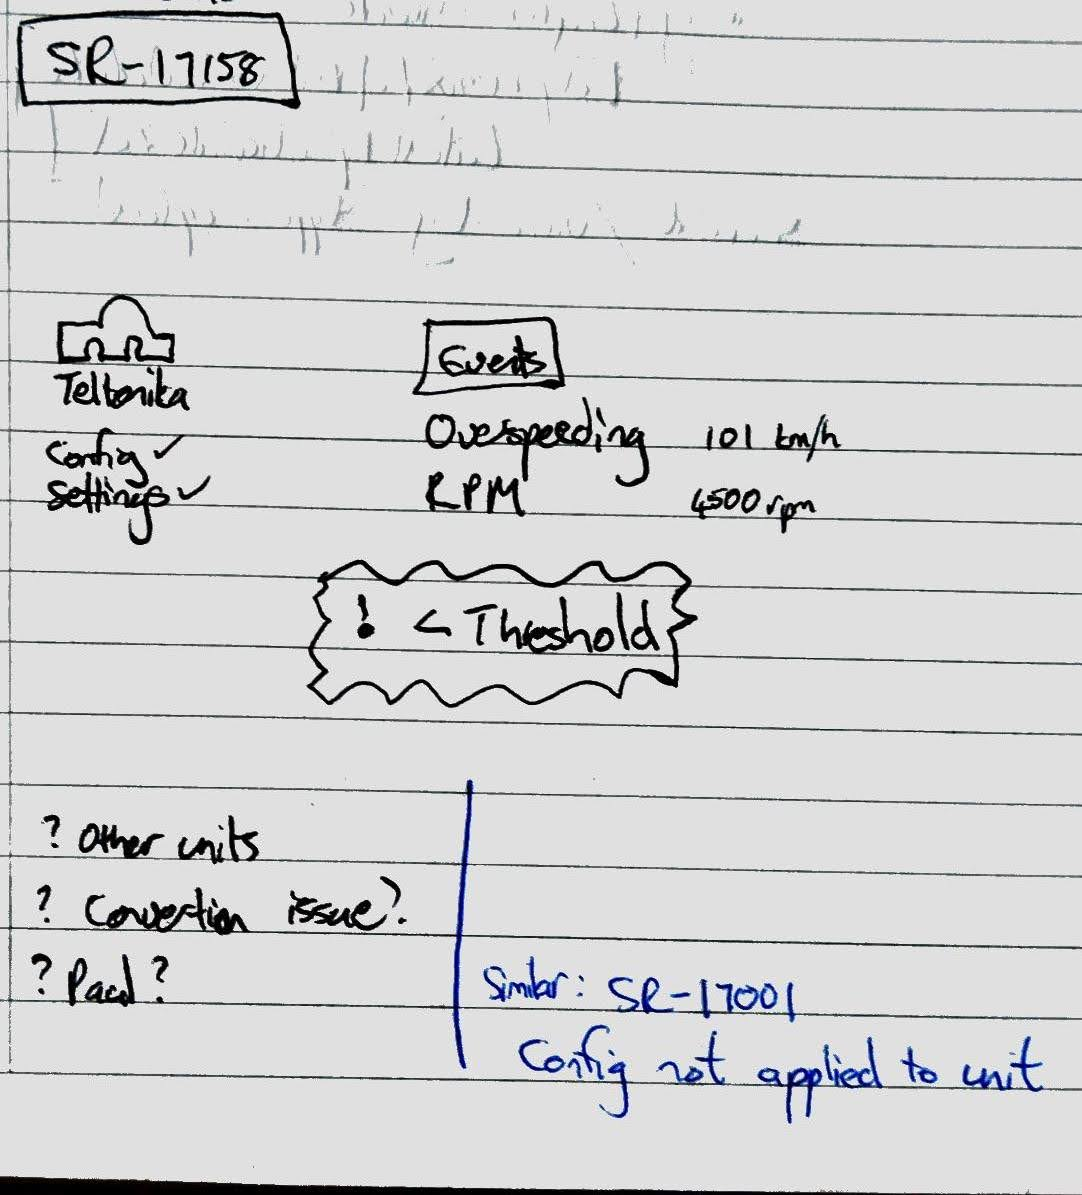 SR-17158
Teltonika
Config ✓
Settings ✓
Events
Overspeeding 101 km/h
RPM 4500 rpm
! < Threshold
? Other units
? Convertion issue?
? Pacd ?
Similar: SR-17001
Config not applied to unit